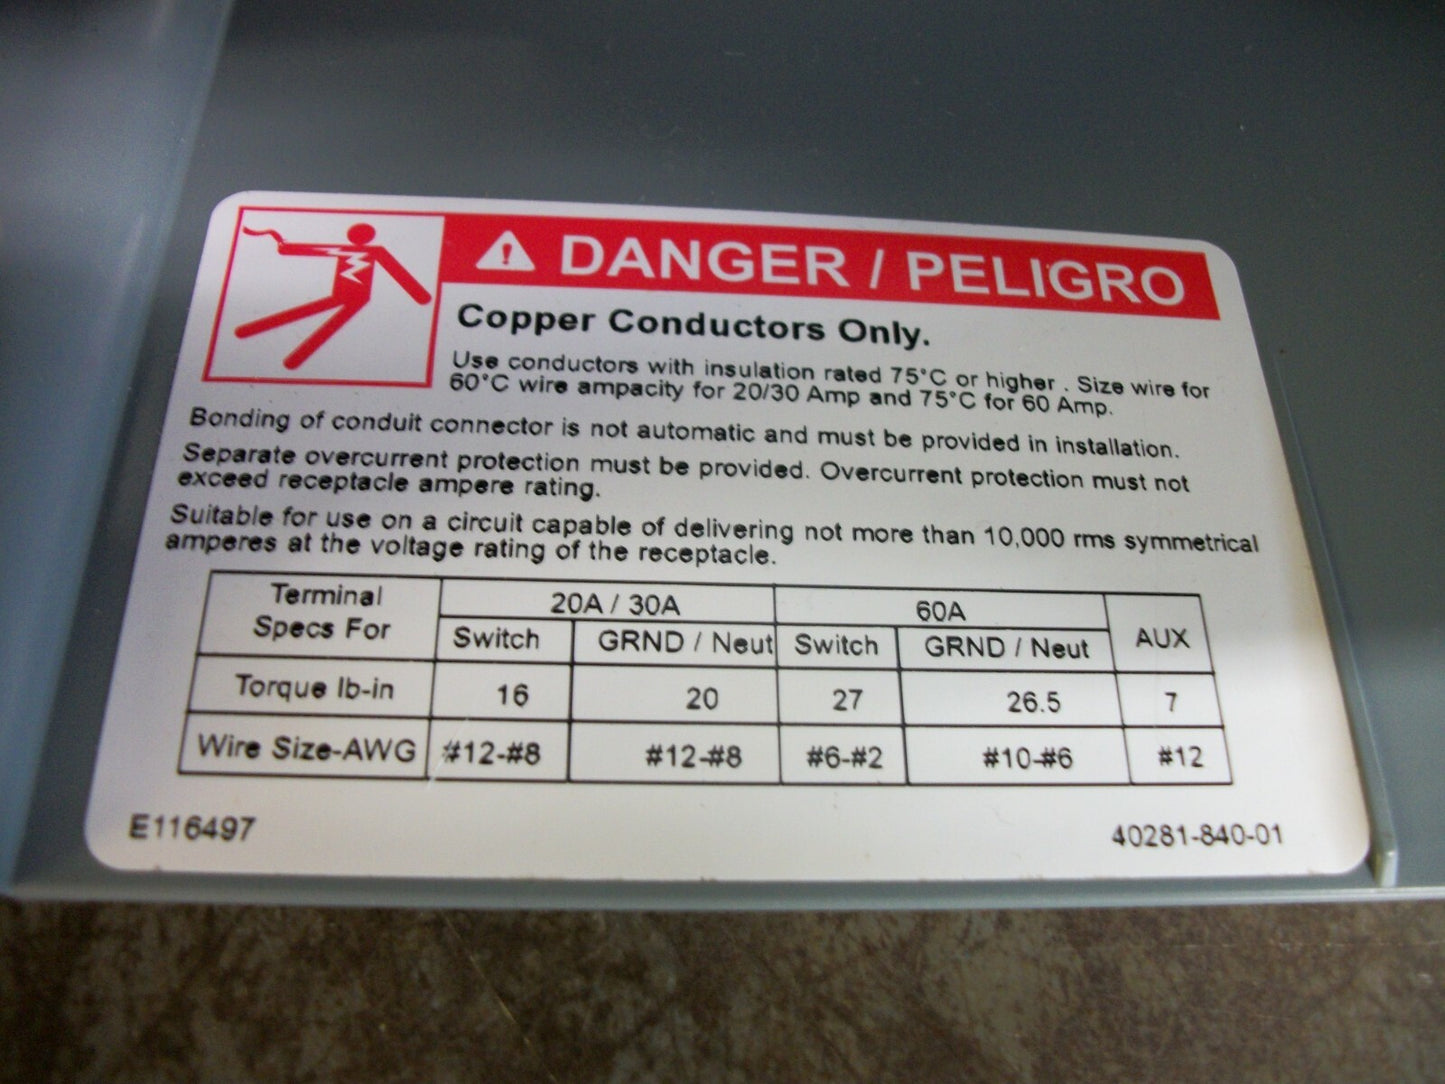 DANGER / PELIGRO
Copper Conductors Only.
Use conductors with insulation rated 75°C or higher . Size wire for
60°C wire ampacity for 20/30 Amp and 75°C for 60 Amp.
Bonding of conduit connector is not automatic and must be provided in installation.
Separate overcurrent protection must be provided. Overcurrent protection must not
exceed receptacle ampere rating.
Suitable for use on a circuit capable of delivering not more than 10,000 rms symmetrical
amperes at the voltage rating of the receptacle.
Terminal Specs For 20A / 30A 60A AUX
Switch GRND / Neut Switch GRND / Neut
Torque lb-in 16 20 27 26.5 7
Wire Size-AWG #12-#8 #12-#8 #6-#2 #10-#6 #12
E116497 40281-840-01